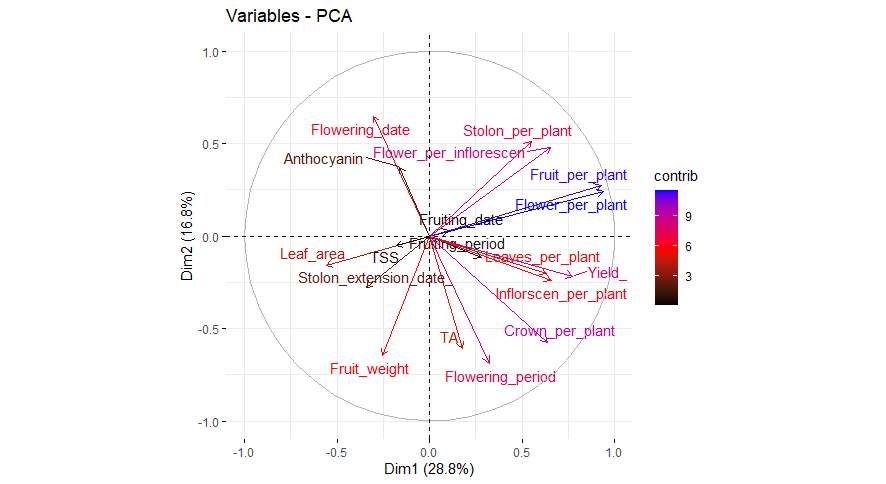 Variables - PCA
1.0
0.5
0.0
-0.5
-1.0
Dim2 (16.8%)
Flowering_date
Stolon_per_plant
Anthocyanin
Flower_per_inflorescen
Fruit_per_plant
Flower_per_plant
Fruiting_date
Fruiting_period
Leaf_area
TSS
Leaves_per_plant
Stolon_extension_date_
Yield_
Inflorscen_per_plant
Crown_per_plant
TA
Fruit_weight
Flowering_period
-1.0
-0.5
0.0
0.5
1.0
Dim1 (28.8%)
contrib
9
6
3